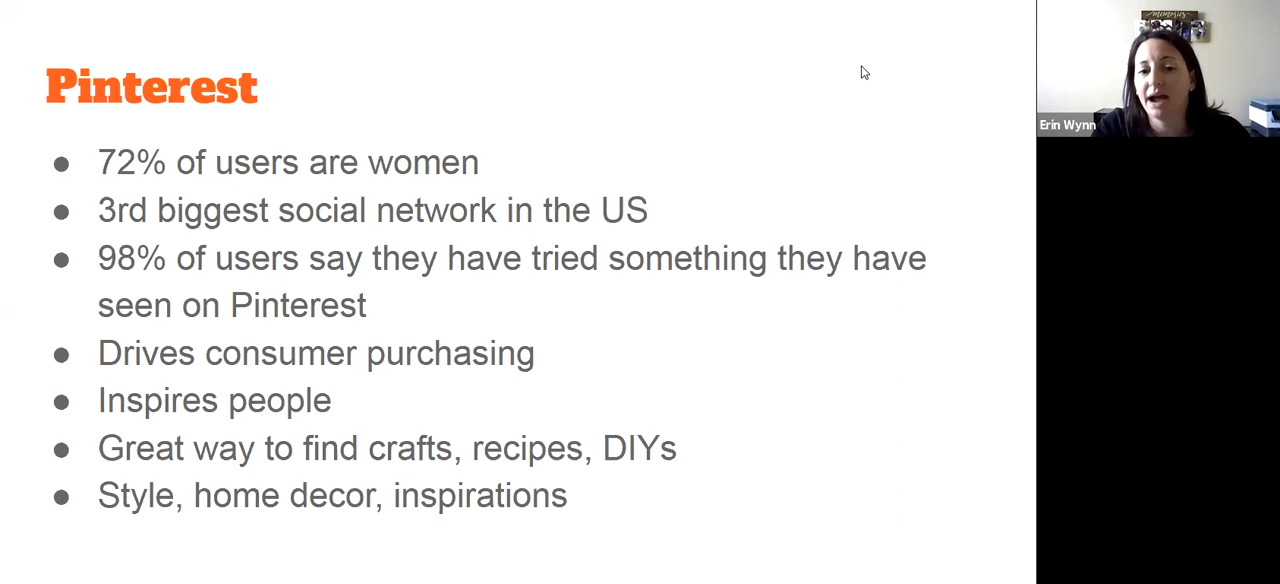 Pinterest
● 72% of users are women
● 3rd biggest social network in the US
● 98% of users say they have tried something they have
seen on Pinterest
● Drives consumer purchasing
● Inspires people
● Great way to find crafts, recipes, DIYs
● Style, home decor, inspirations
memories
Erin Wynn